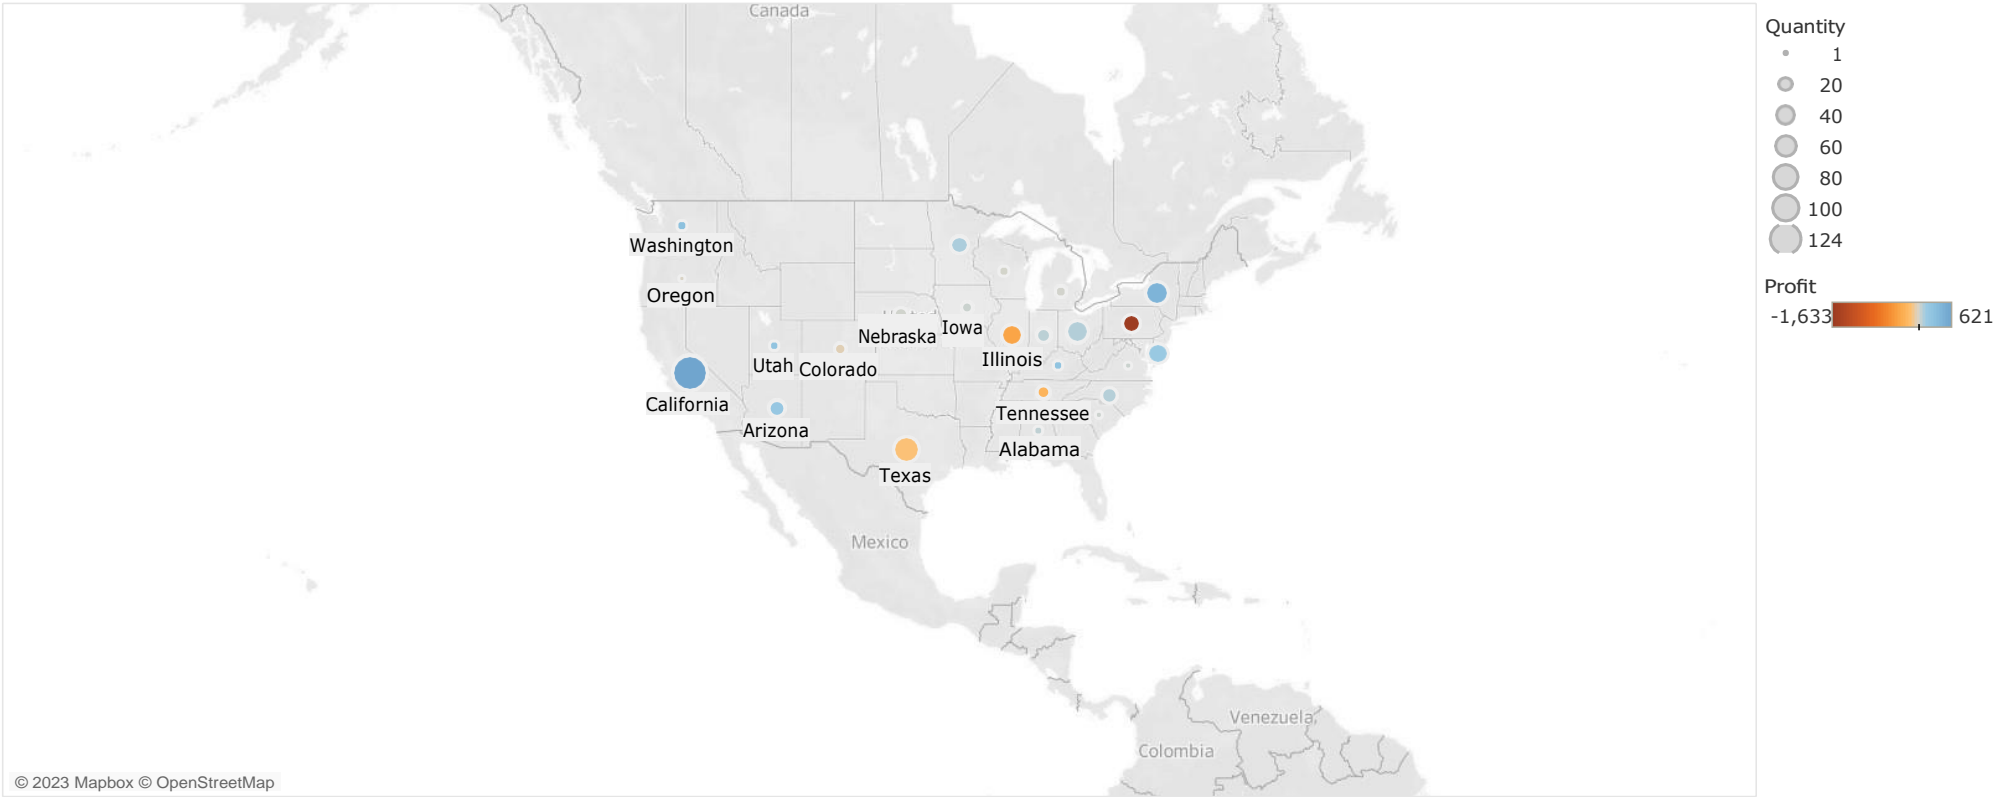 Canada
Washington
Oregon
Nebraska
Iowa
Illinois
Utah
Colorado
California
Tennessee
Arizona
Alabama
Texas
Mexico
Venezuela
Colombia
© 2023 Mapbox © OpenStreetMap
Quantity
1
20
40
60
80
100
124
Profit
-1,633 621